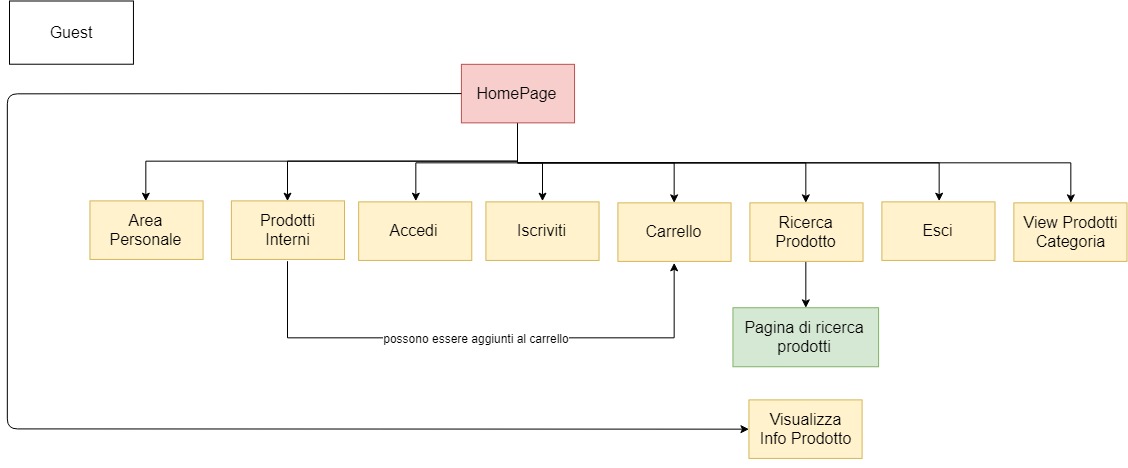 Guest
HomePage
Area
Personale
Prodotti
Interni
Accedi
Iscriviti
Carrello
Ricerca
Prodotto
Esci
View Prodotti
Categoria
possono essere aggiunti al carrello
Pagina di ricerca
prodotti
Visualizza
Info Prodotto